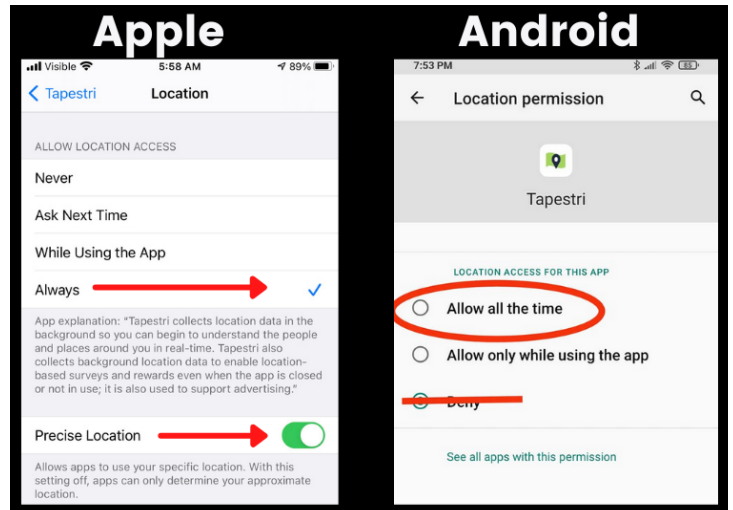 Apple
Visible 5:58 AM 89%
Tapestri Location
ALLOW LOCATION ACCESS
Never
Ask Next Time
While Using the App
Always
App explanation: “Tapestri collects location data in the
background so you can begin to understand the people
and places around you in real-time. Tapestri also
collects background location data to enable location-
based surveys and rewards even when the app is closed
or not in use; it is also used to support advertising.”
Precise Location
Allows apps to use your specific location. With this
setting off, apps can only determine your approximate
location.
Android
7:53 PM 85
Location permission
Tapestri
LOCATION ACCESS FOR THIS APP
Allow all the time
Allow only while using the app
Deny
See all apps with this permission